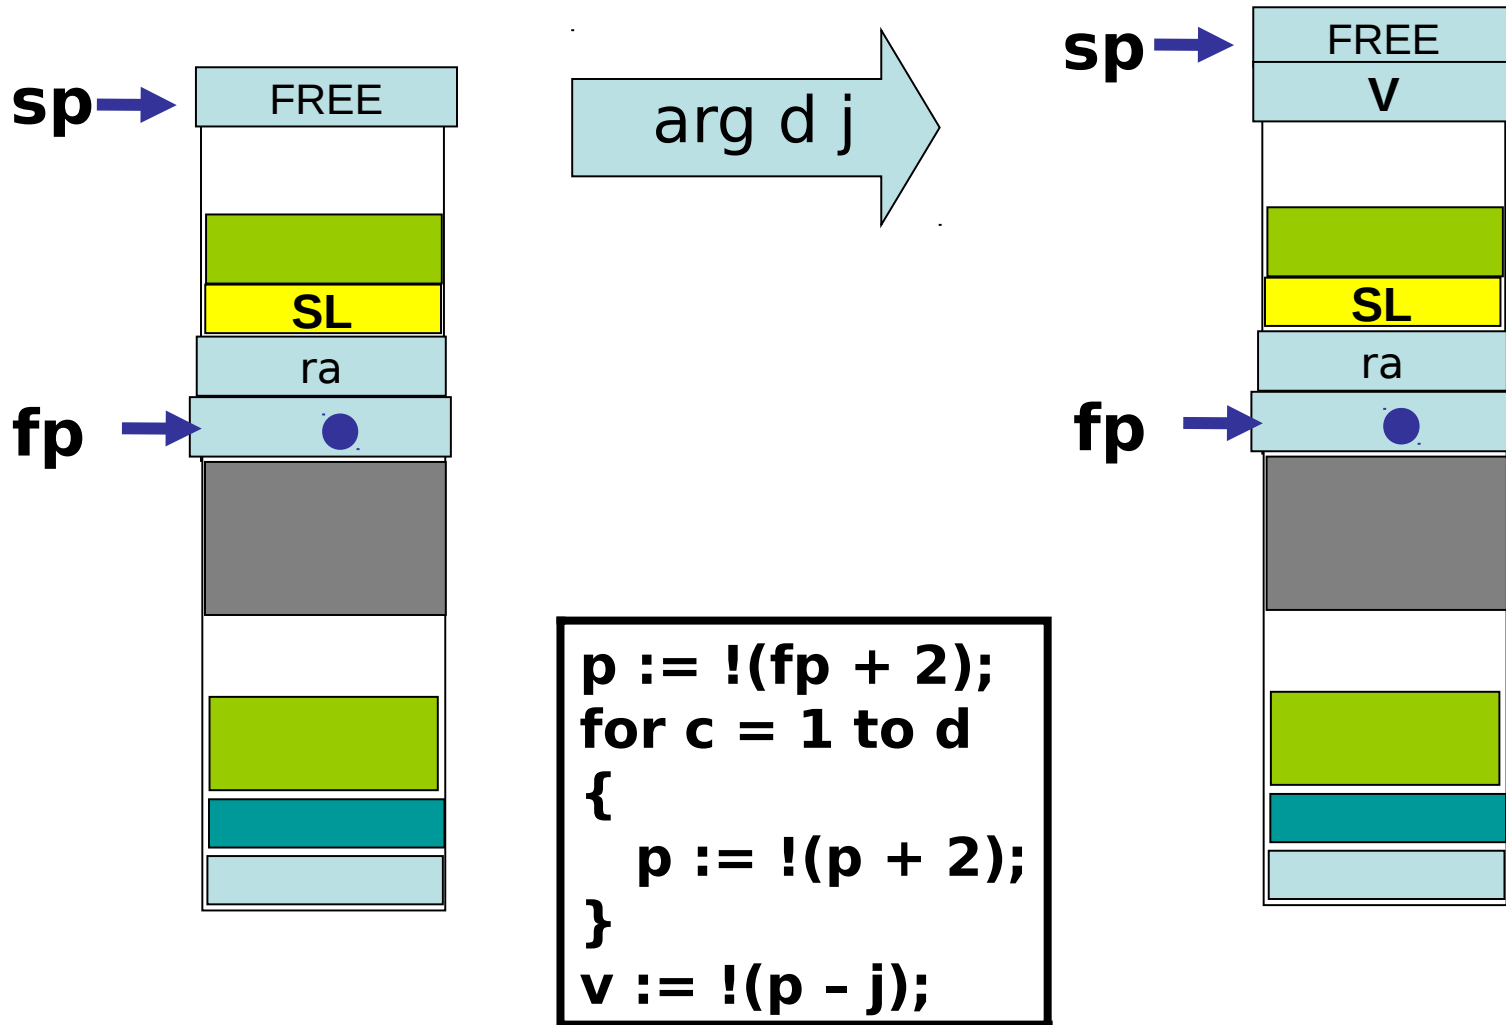 sp
FREE
SL
ra
fp
arg d j
sp
FREE
V
SL
ra
fp
p := !(fp + 2);
for c = 1 to d
{
p := !(p + 2);
}
v := !(p – j);